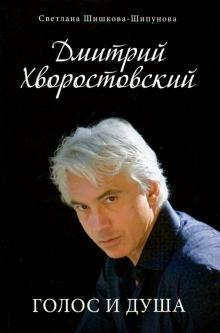 Светлана Шишкова-Шипунова
Дмитрий
Хворостовский
ГОЛОС И ДУША